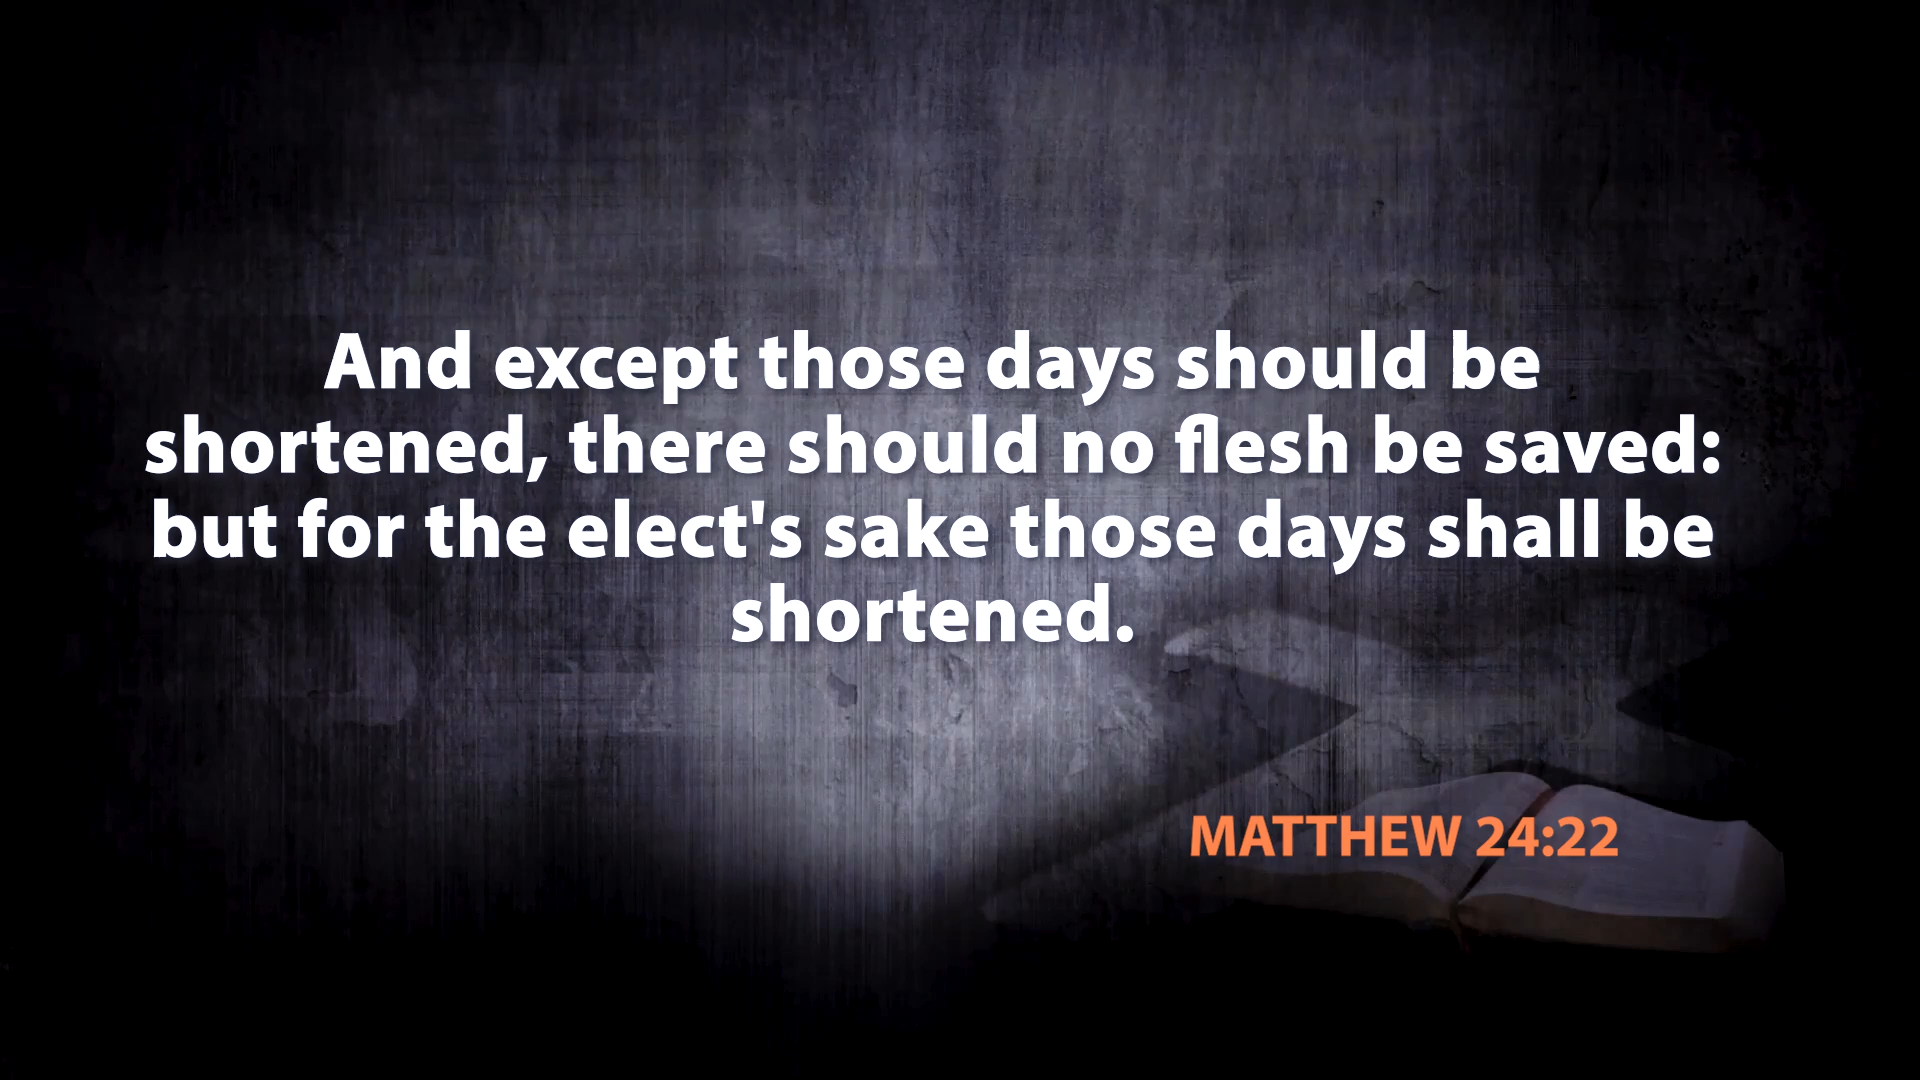 And except those days should be
shortened, there should no flesh be saved:
but for the elect's sake those days shall be
shortened.
MATTHEW 24:22